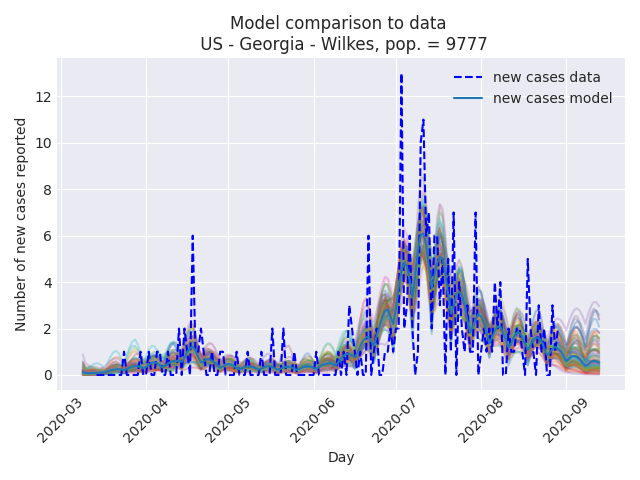 Model comparison to data
US - Georgia - Wilkes, pop. = 9777
new cases data
new cases model
Number of new cases reported
12
10
8
6
4
2
0
2020-03
2020-04
2020-05
2020-06
2020-07
2020-08
2020-09
Day